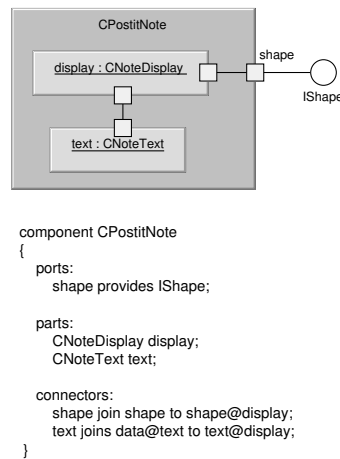 CPostitNote
display : CNoteDisplay
shape
IShape
text : CNoteText
component CPostitNote
{
ports:
shape provides IShape;
parts:
CNoteDisplay display;
CNoteText text;
connectors:
shape join shape to shape@display;
text joins data@text to text@display;
}